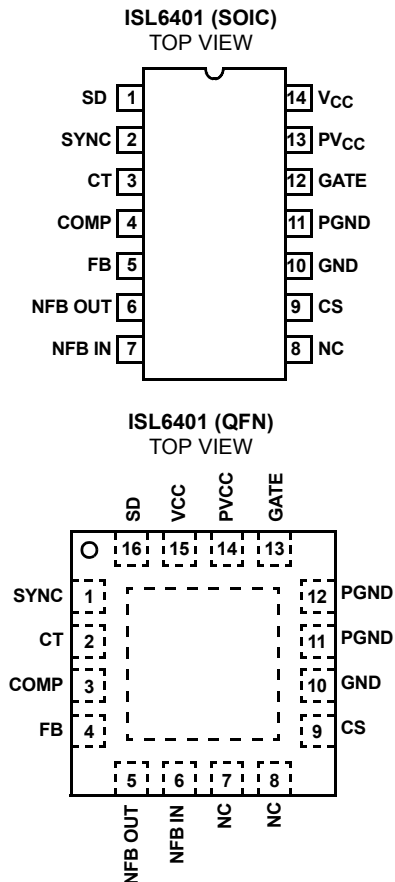 ISL6401 (SOIC)
TOP VIEW
SD 1 14 VCC
SYNC 2 13 PVCC
CT 3 12 GATE
COMP 4 11 PGND
FB 5 10 GND
NFB OUT 6 9 CS
NFB IN 7 8 NC
ISL6401 (QFN)
TOP VIEW
SD VCC PVCC GATE
16 15 14 13
SYNC 1 12 PGND
CT 2 11 PGND
COMP 3 10 GND
FB 4 9 CS
5 6 7 8
NFB OUT NFB IN NC NC